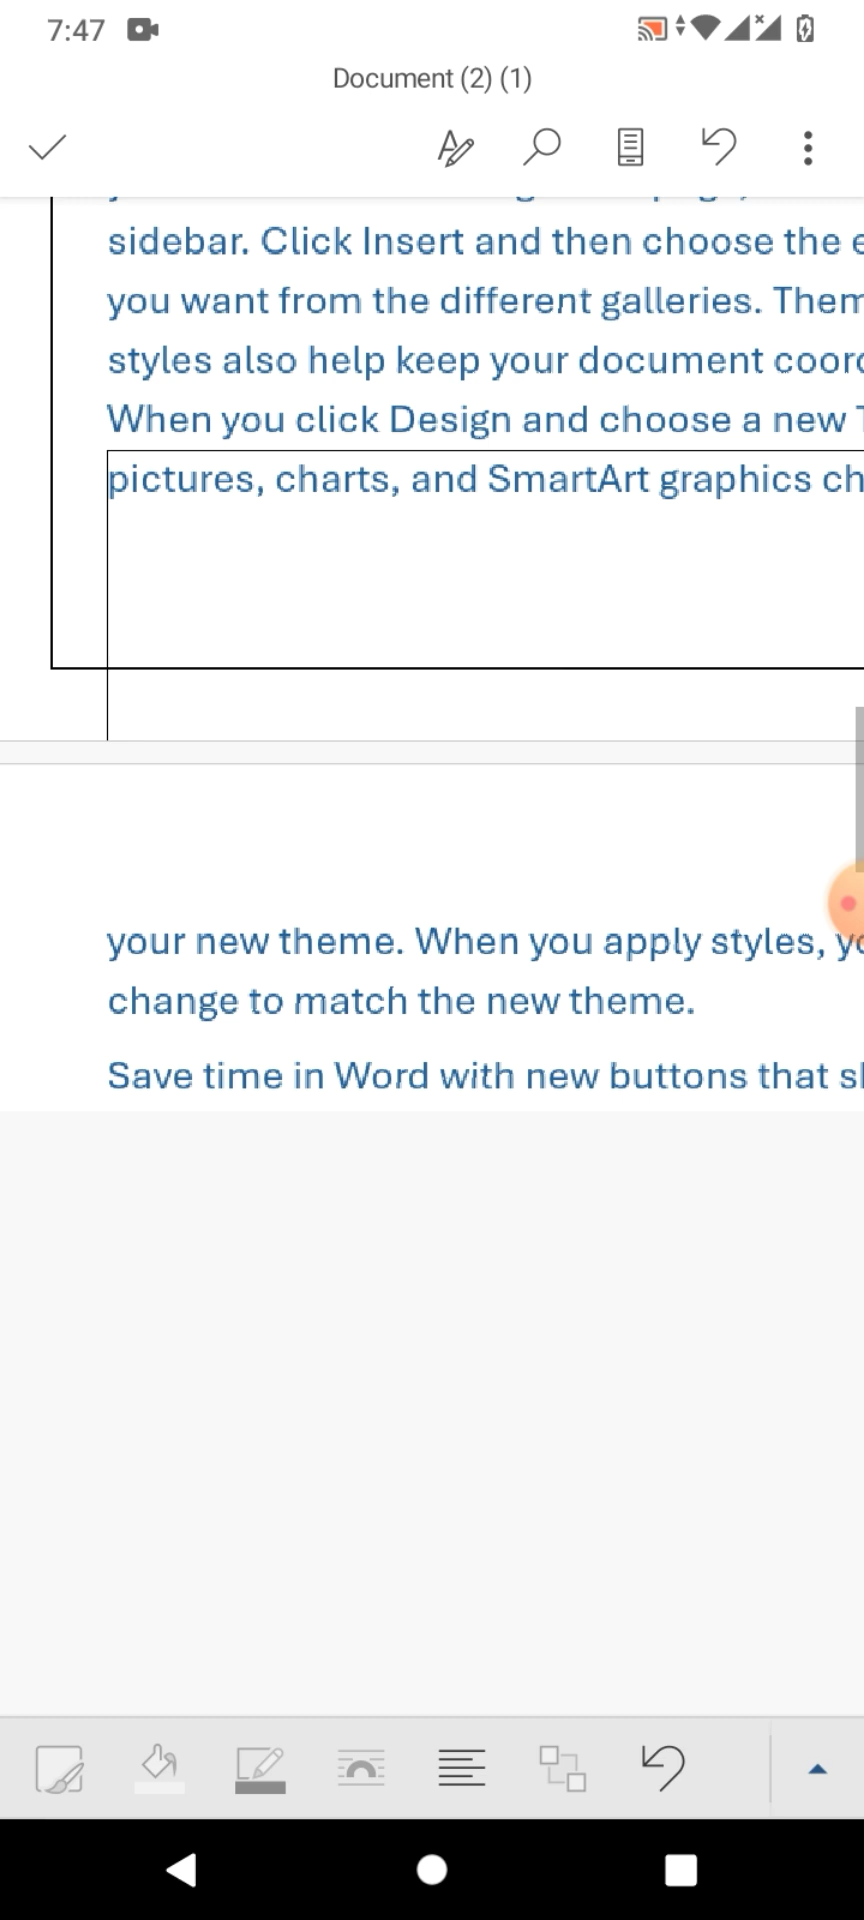 7:47
Document (2) (1)
sidebar. Click Insert and then choose the
you want from the different galleries.
styles also help keep your document
When you click Design and choose a new
pictures, charts, and SmartArt graphics
your new theme. When you apply styles,
change to match the new theme.
Save time in Word with new buttons that